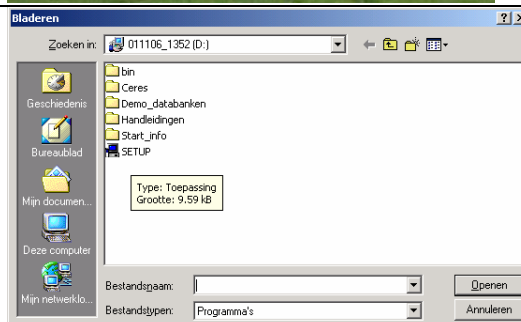 Bladeren
Zoeken in: 011106_1352 (D:)
Geschiedenis
Bureaublad
Mijn documen...
Deze computer
Mijn netwerklo...
bin
Ceres
Demo_databanken
Handleidingen
Start_info
SETUP
Type: Toepassing
Grootte: 9.59 kB
Bestandsnaam:
Openen
Bestandstypen: Programma's
Annuleren